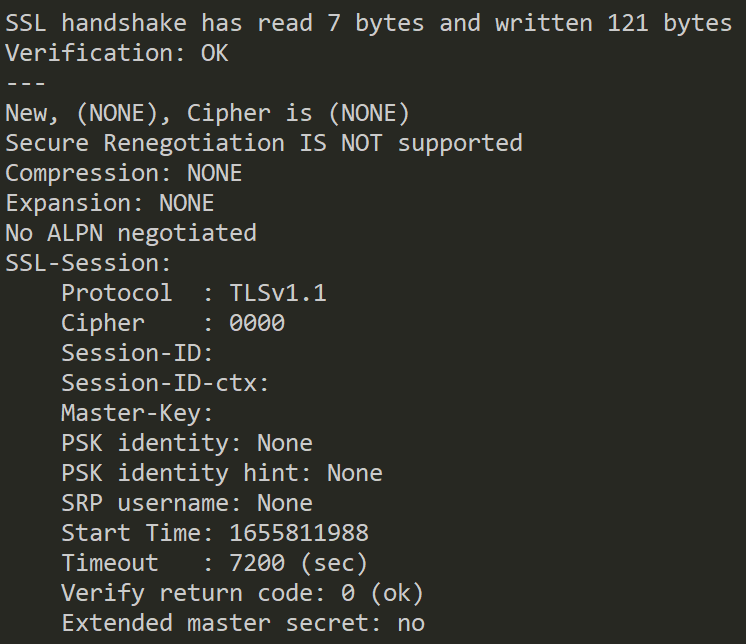 SSL handshake has read 7 bytes and written 121 bytes
Verification: OK
---
New, (NONE), Cipher is (NONE)
Secure Renegotiation IS NOT supported
Compression: NONE
Expansion: NONE
No ALPN negotiated
SSL-Session:
    Protocol  : TLSv1.1
    Cipher    : 0000
    Session-ID:
    Session-ID-ctx:
    Master-Key:
    PSK identity: None
    PSK identity hint: None
    SRP username: None
    Start Time: 1655811988
    Timeout   : 7200 (sec)
    Verify return code: 0 (ok)
    Extended master secret: no